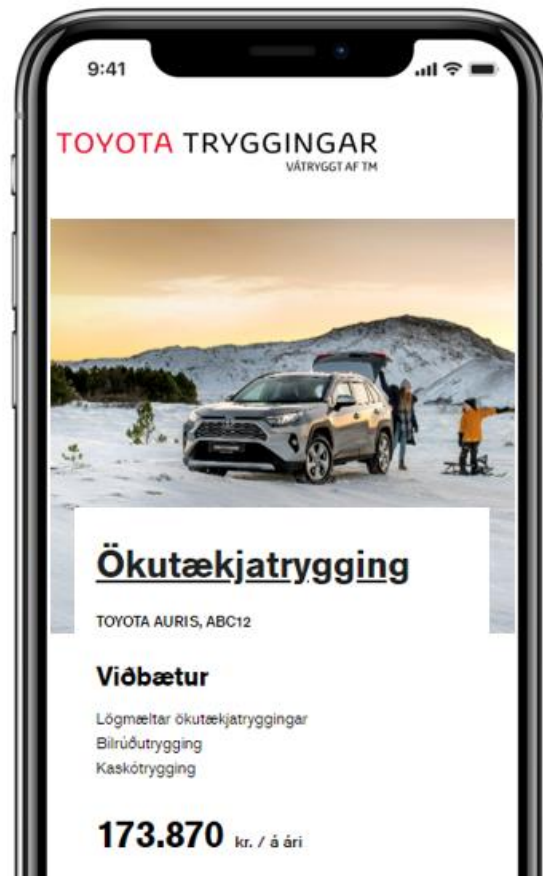 9:41
TOYOTA TRYGGINGAR
VÁTRYGGT AF TM
Ökutækjatrygging
TOYOTA AURIS, ABC12
Viðbætur
Lögmæltar ökutækjatryggingar
Bílrúðutrygging
Kaskótrygging
173.870 kr. / á ári